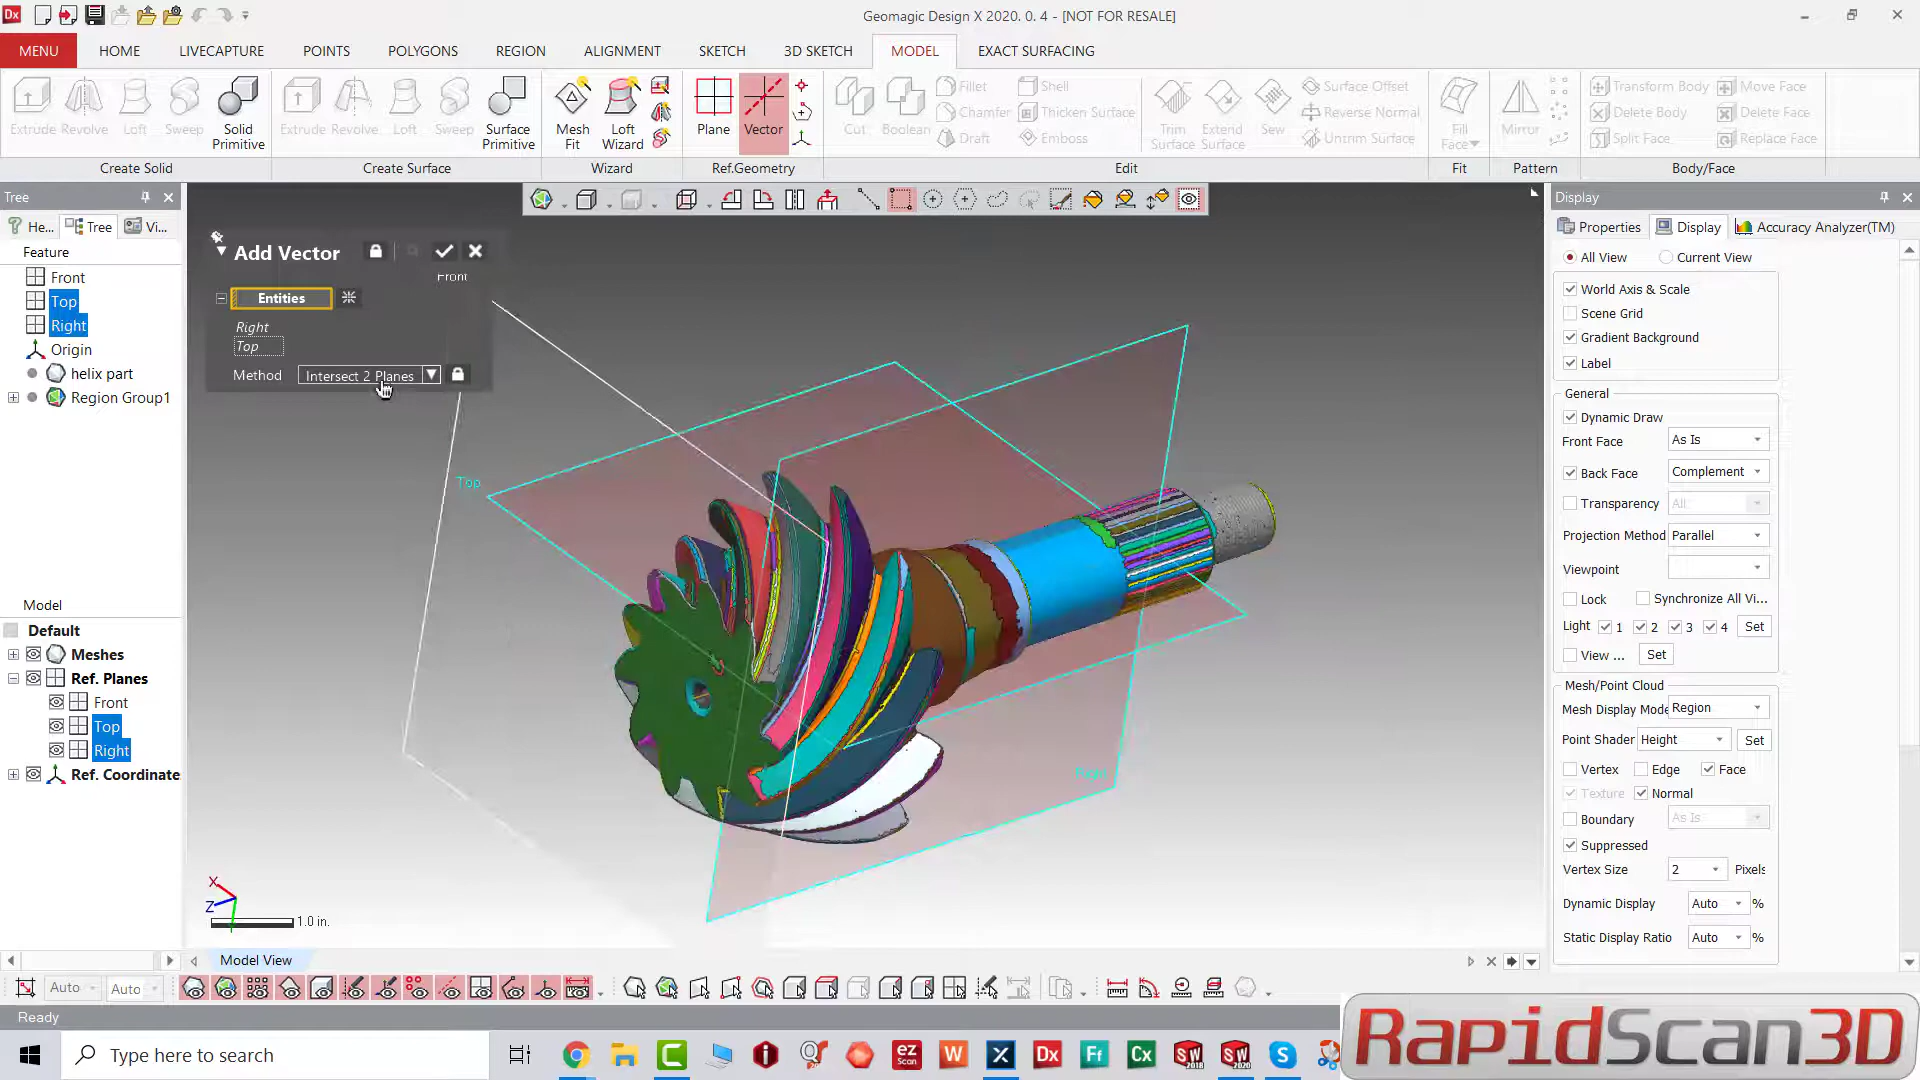 Geomagic Design X 2020. 0. 4 - [NOT FOR RESALE]
MENU HOME LIVECAPTURE POINTS POLYGONS REGION ALIGNMENT SKETCH 3D SKETCH MODEL EXACT SURFACING
Extrude Revolve Loft Sweep Solid Primitive
Create Solid
Extrude Revolve Loft Sweep Surface Primitive
Create Surface
Mesh Fit Loft Wizard
Wizard
Plane Vector
Ref.Geometry
Cut Boolean Fillet Chamfer Draft Shell Thicken Surface Emboss Trim Surface Extend Surface Sew Surface Offset Reverse Normal Untrim Surface
Edit
Fill Face
Fit
Mirror
Pattern
Transform Body Delete Body Split Face Move Face Delete Face Replace Face
Body/Face
Tree
He... Tree Vi...
Feature
Front
Top
Right
Origin
helix part
Region Group1
Model
Default
Meshes
Ref. Planes
Front
Top
Right
Ref. Coordinate
Add Vector
Front
Entities
Right
Top
Method Intersect 2 Planes
Top
Right
X
Z
1.0 in.
Model View
Display
Properties Display Accuracy Analyzer(TM)
All View Current View
World Axis & Scale
Scene Grid
Gradient Background
Label
General
Dynamic Draw
Front Face As Is
Back Face Complement
Transparency All
Projection Method Parallel
Viewpoint
Lock Synchronize All Vi...
Light 1 2 3 4 Set
View ... Set
Mesh/Point Cloud
Mesh Display Mode Region
Point Shader Height Set
Vertex Edge Face
Texture Normal
Boundary As Is
Suppressed
Vertex Size 2 Pixels
Dynamic Display Auto %
Static Display Ratio Auto %
Auto Auto
Ready
Type here to search
RapidScan3D